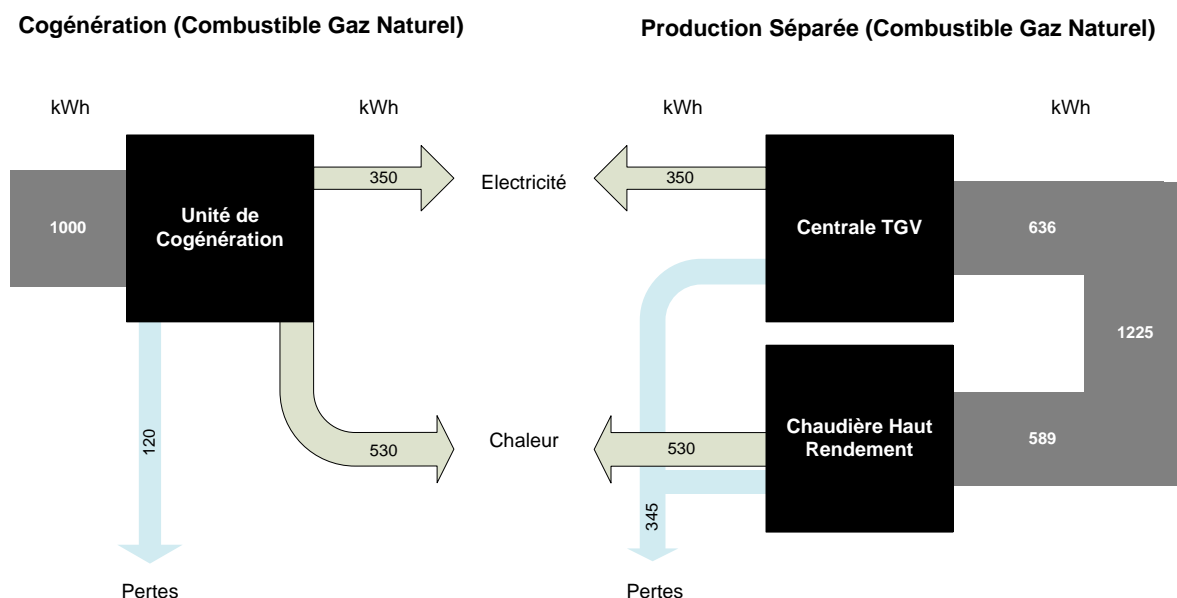 Cogénération (Combustible Gaz Naturel)
Production Séparée (Combustible Gaz Naturel)
kWh
kWh
kWh
kWh
350
Electricité
350
1000
Unité de
Cogénération
Centrale TGV
636
1225
120
530
Chaleur
530
Chaudière Haut
Rendement
589
345
Pertes
Pertes